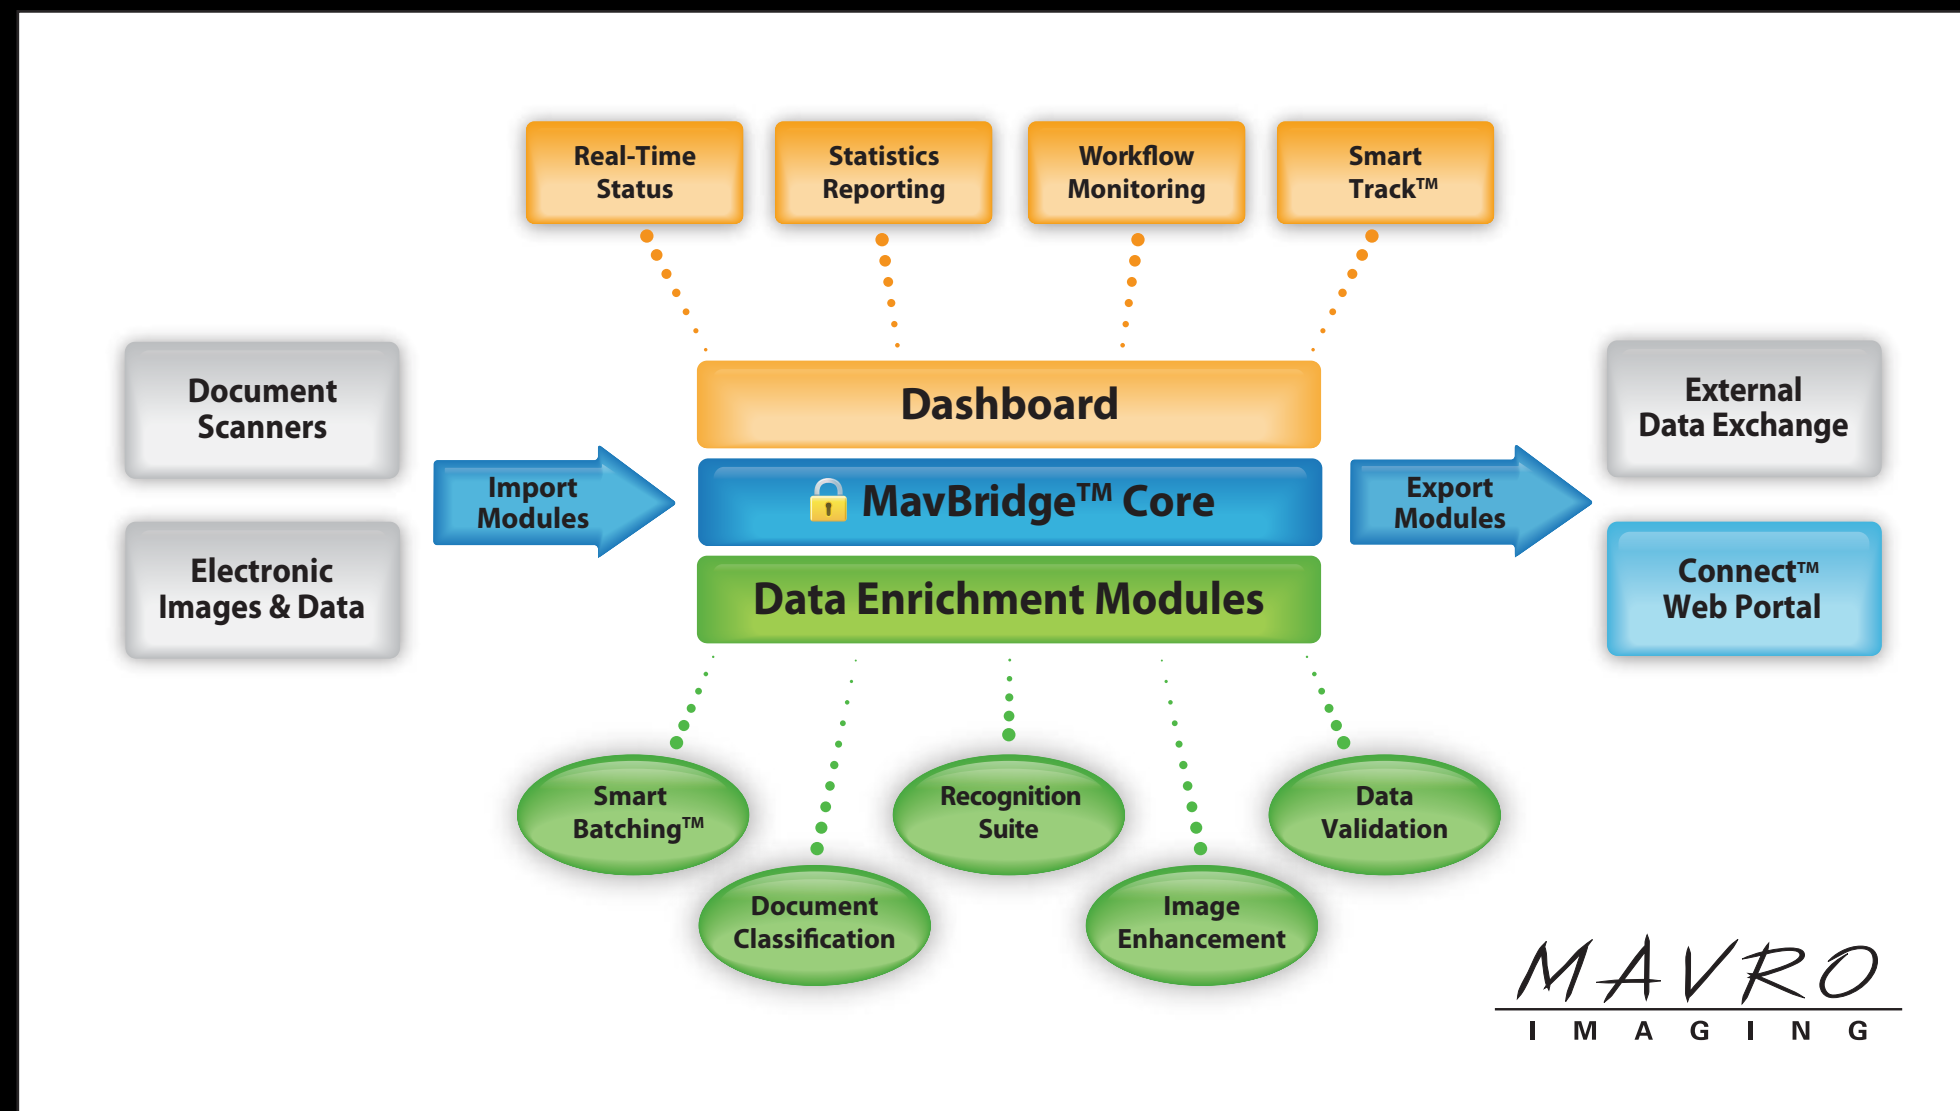 Real-Time
Status
Statistics
Reporting
Workflow
Monitoring
Smart
Track™
Document
Scanners
Electronic
Images & Data
Import
Modules
Dashboard
MavBridge™ Core
Data Enrichment Modules
Export
Modules
External
Data Exchange
Connect™
Web Portal
Smart
Batching™
Document
Classification
Recognition
Suite
Image
Enhancement
Data
Validation
MAVRO
IMAGING